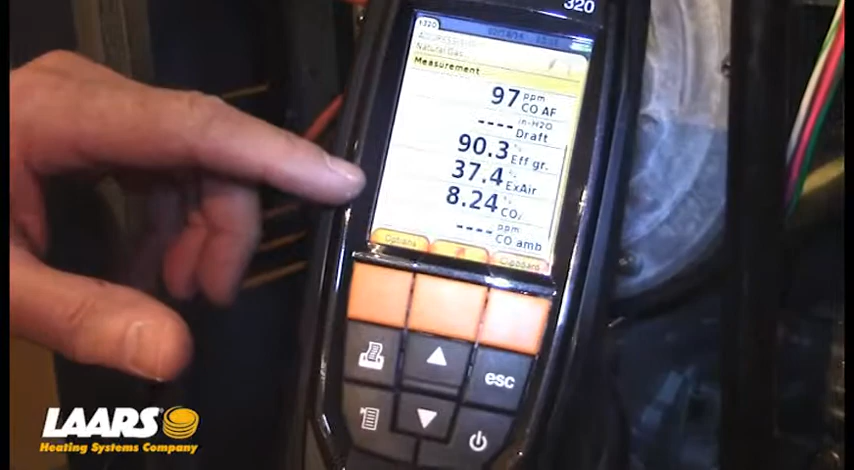 320
t320
Natural Gas
Measurement
97 ppm CO AF
---- in-H2O Draft
90.3 % Eff gr.
37.4 % ExAir
8.24 % CO₂
---- ppm CO amb
Options Clipboard
esc
LAARS
Heating Systems Company